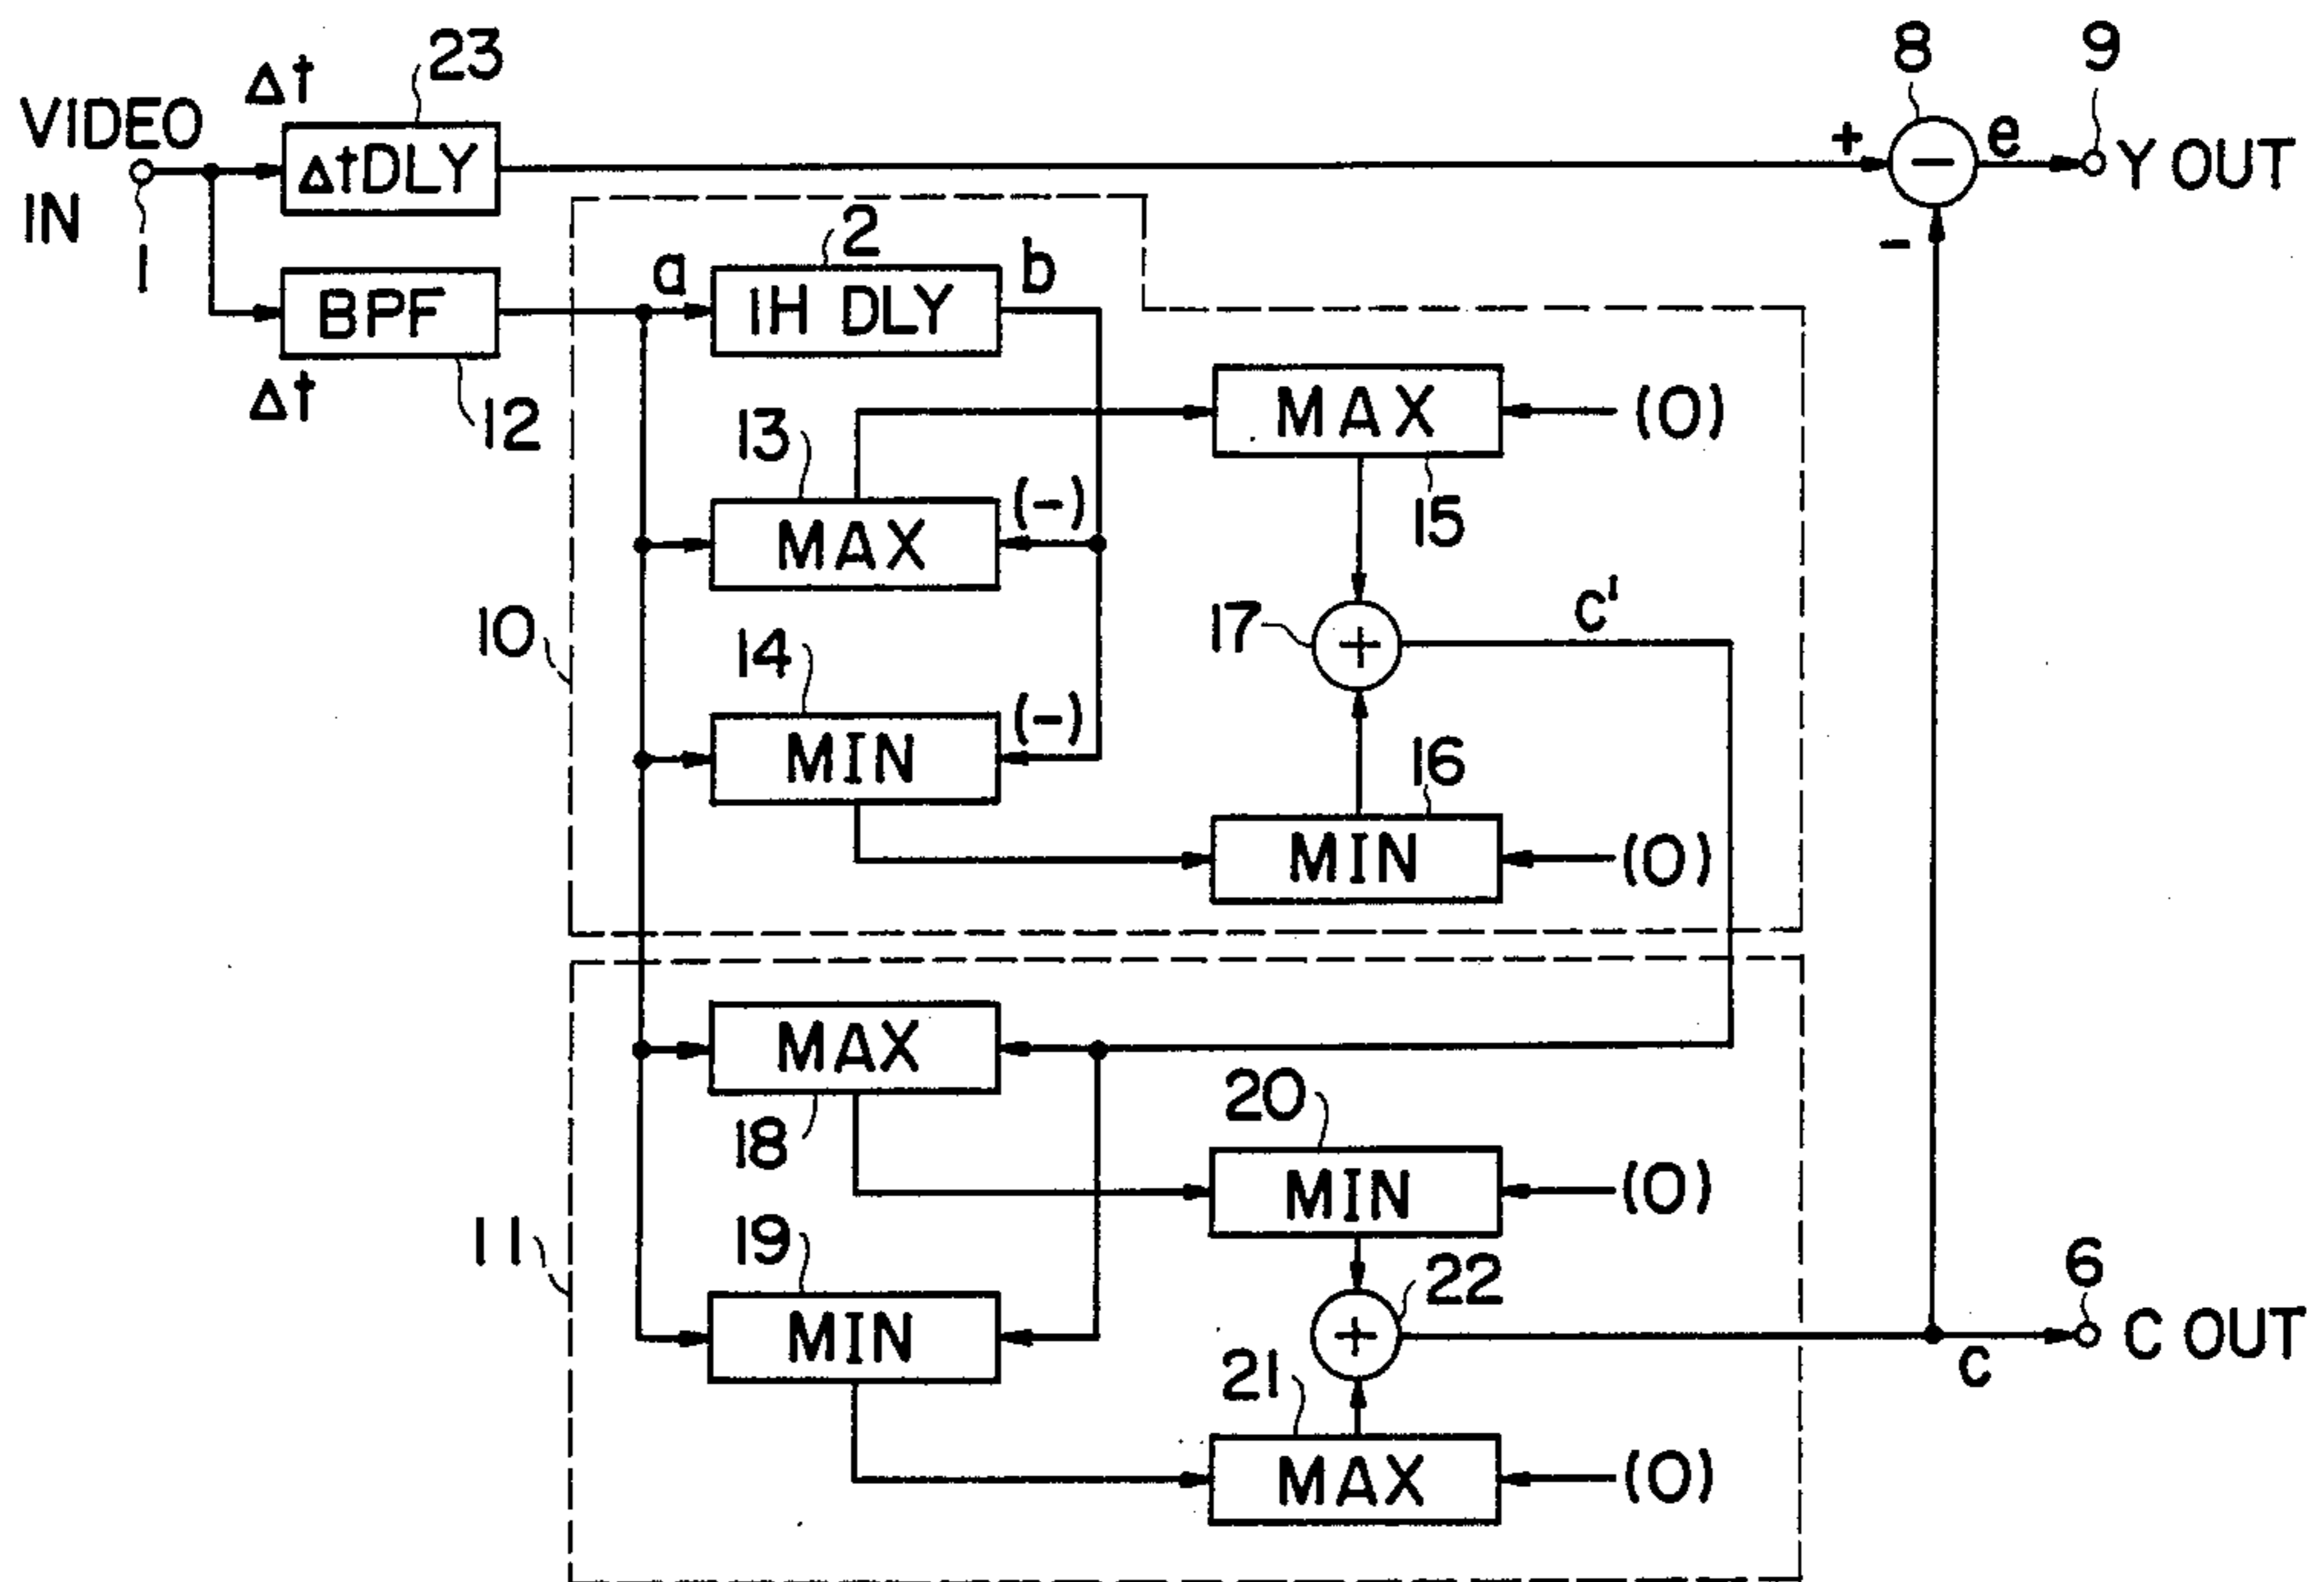 VIDEO
IN
1
Δt
23
ΔtDLY
BPF
Δt
12
8
9
+
−
e
Y OUT
-
a
2
1H DLY
b
13
MAX
(-)
MAX
(0)
15
10
14
MIN
(-)
17
+
c'
16
MIN
(0)
MAX
18
20
MIN
(0)
11
19
MIN
22
+
21
MAX
(0)
6
C OUT
c